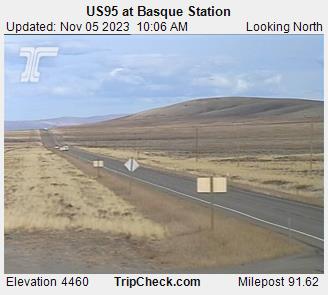 US95 at Basque Station
Updated: Nov 05 2023 10:06 AM Looking North
Elevation 4460 TripCheck.com Milepost 91.62